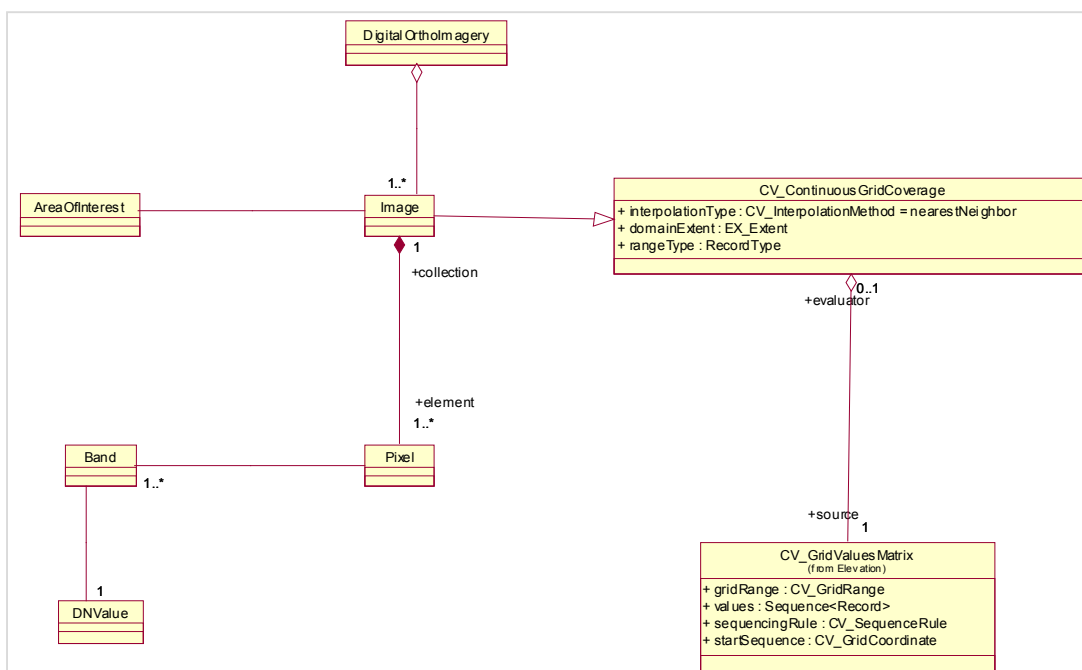 DigitalOrthoImagery
1..*
AreaOfInterest
Image
1
+collection
CV_ContinuousGridCoverage
+ interpolationType : CV_InterpolationMethod = nearestNeighbor
+ domainExtent : EX_Extent
+ rangeType : RecordType
0..1
+evaluator
+element
1..*
Band
1..*
Pixel
+source
1
1
DNValue
CV_GridValuesMatrix
(from Elevation)
+ gridRange : CV_GridRange
+ values : Sequence<Record>
+ sequencingRule : CV_SequenceRule
+ startSequence : CV_GridCoordinate